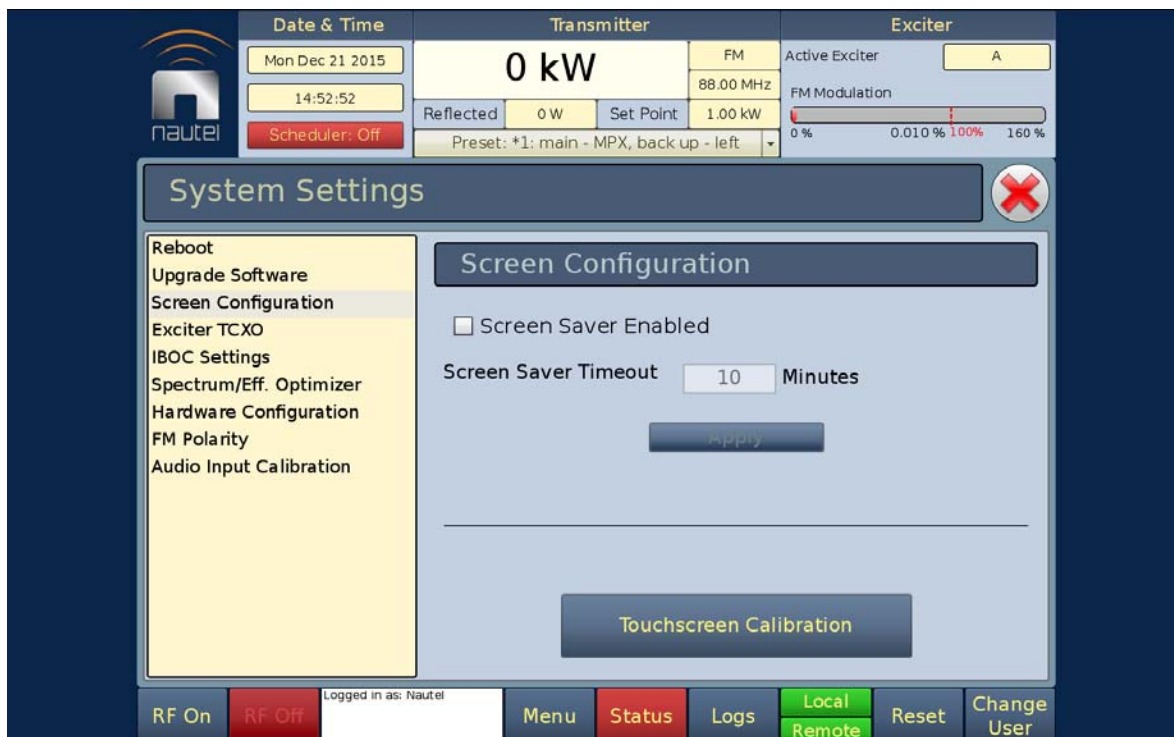 Date & Time
Transmitter
Exciter
nautel
Mon Dec 21 2015
14:52:52
Scheduler: Off
0 kW
FM
88.00 MHz
Reflected
0 W
Set Point
1.00 kW
Preset: *1: main - MPX, back up - left
Active Exciter
A
FM Modulation
0 %
0.010 %
100%
160 %
System Settings
Reboot
Upgrade Software
Screen Configuration
Exciter TCXO
IBOC Settings
Spectrum/Eff. Optimizer
Hardware Configuration
FM Polarity
Audio Input Calibration
Screen Configuration
Screen Saver Enabled
Screen Saver Timeout
10
Minutes
Apply
Touchscreen Calibration
RF On
RF Off
Logged in as: Nautel
Menu
Status
Logs
Local
Remote
Reset
Change
User